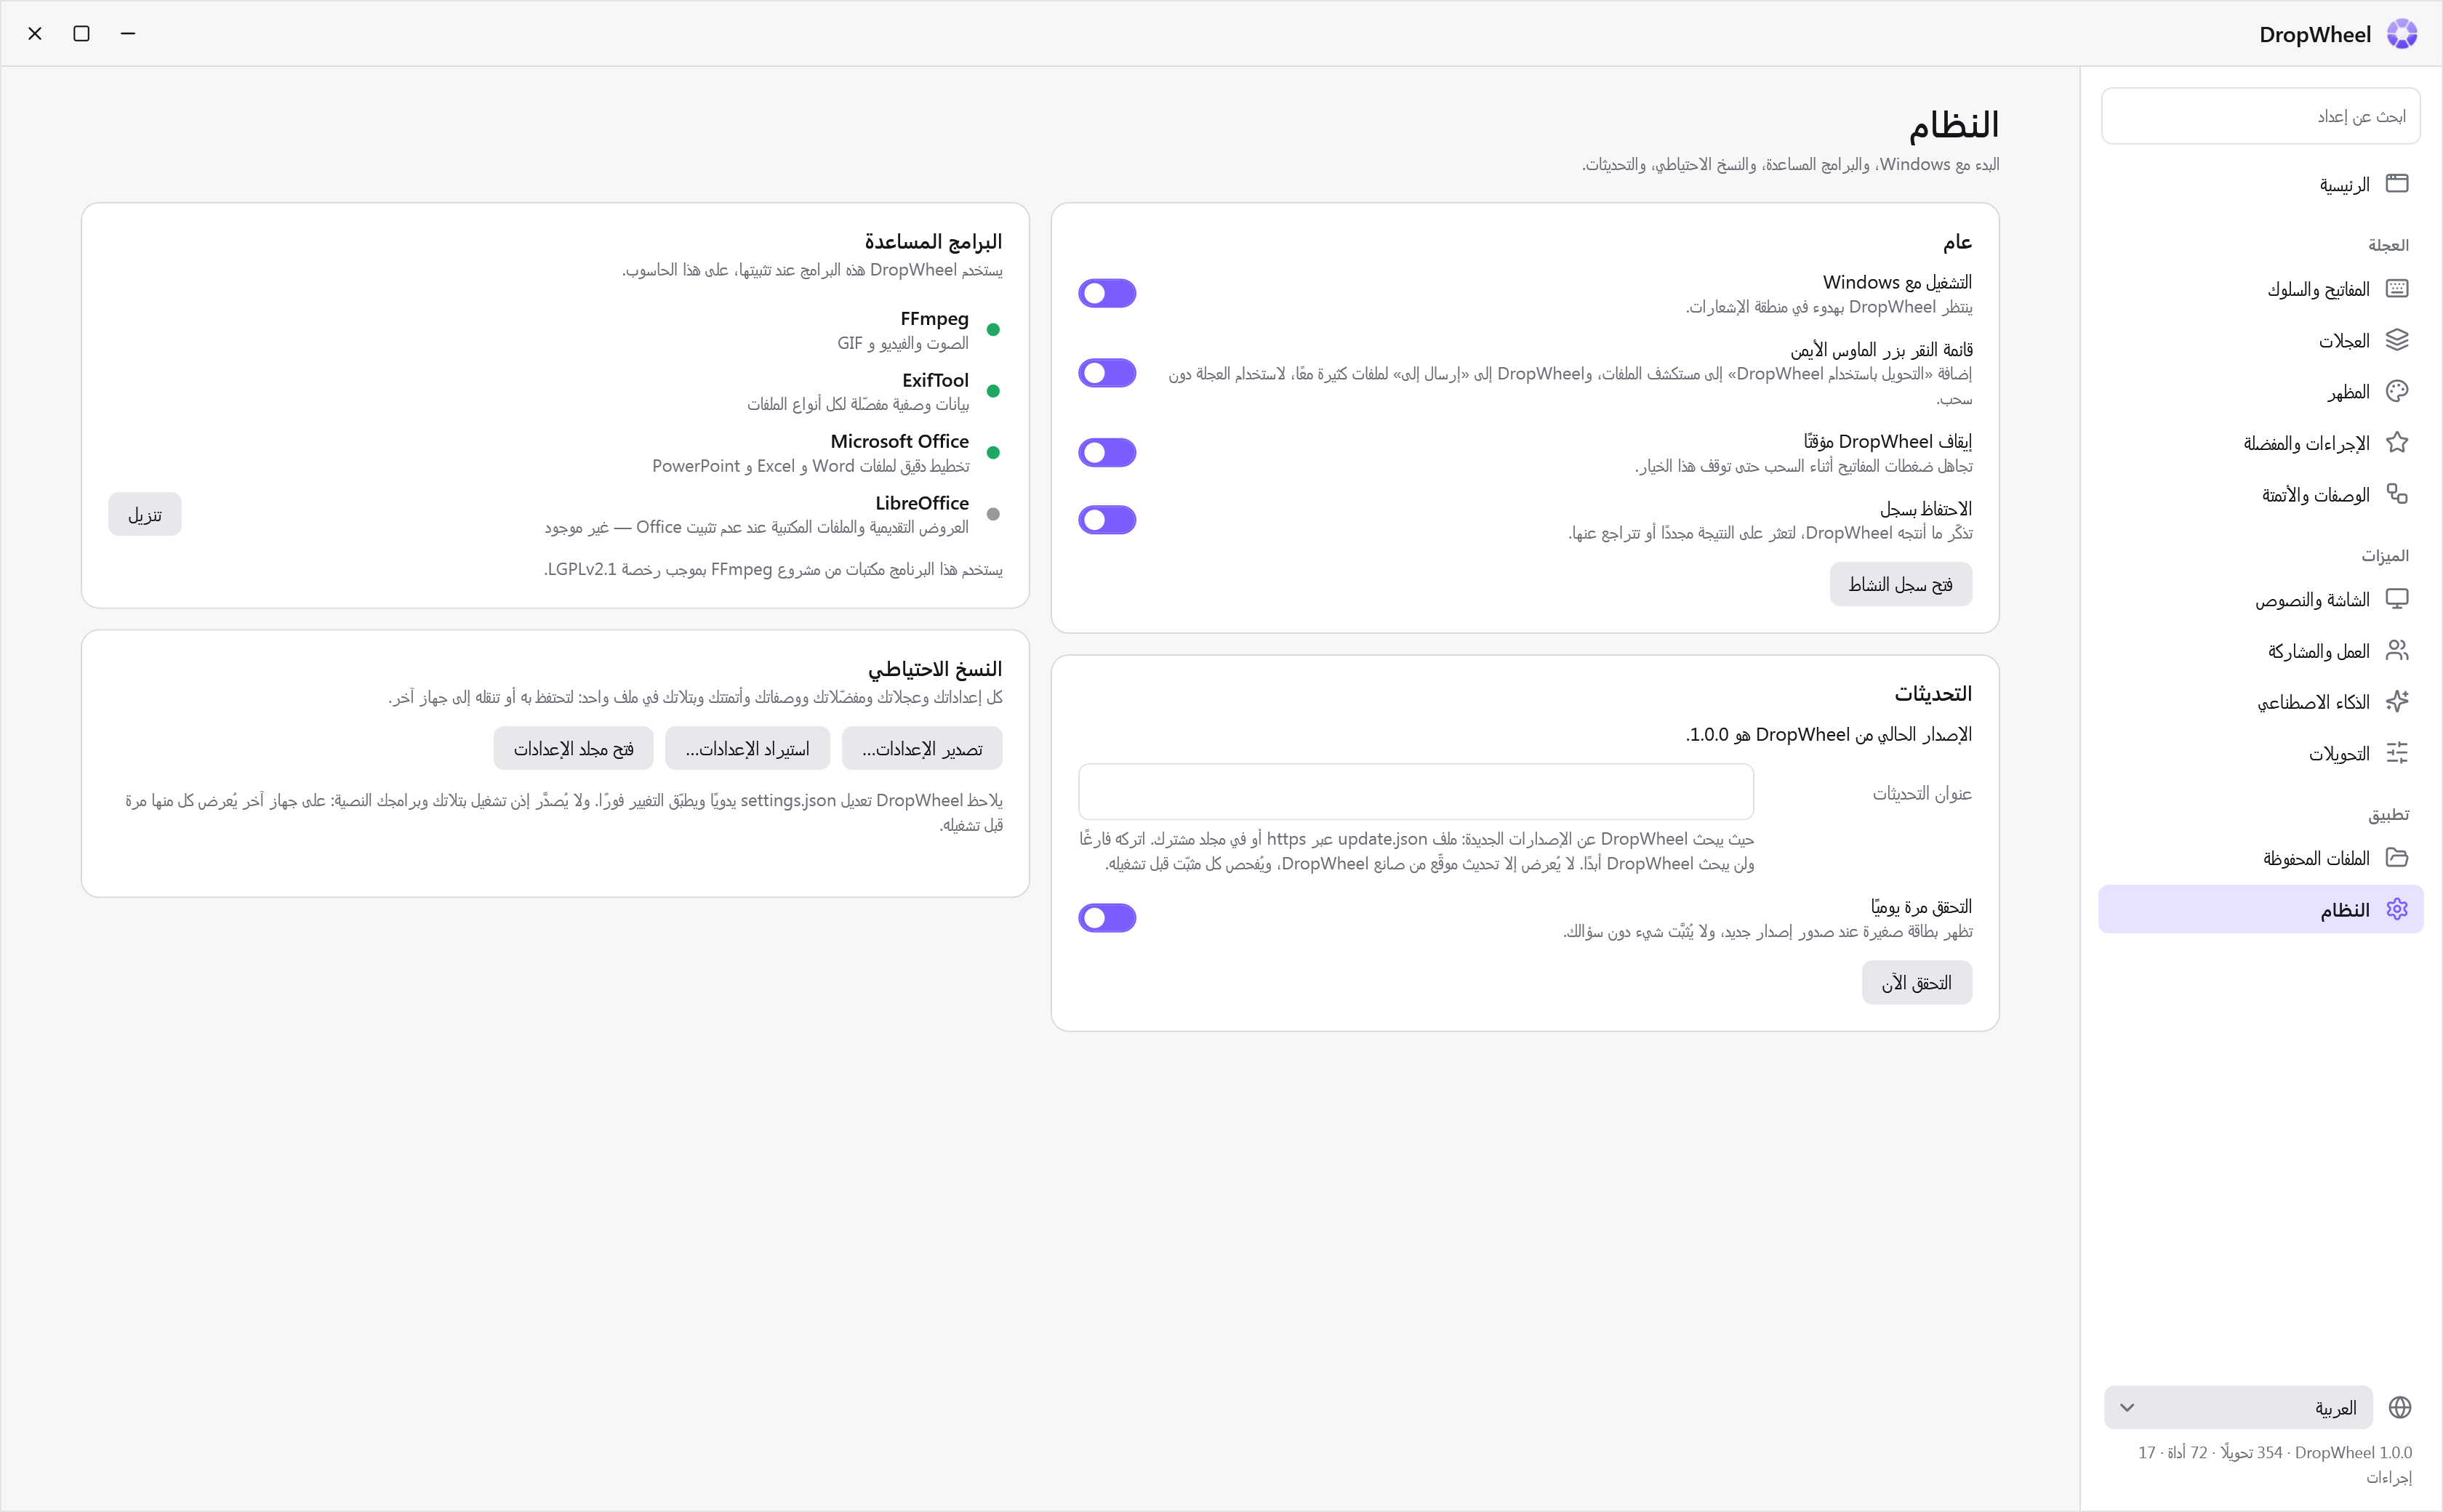 DropWheel
ابحث عن إعداد
الرئيسية
العجلة
المفاتيح والسلوك
العجلات
المظهر
الإجراءات والمفضلة
الوصفات والأتمتة
الميزات
الشاشة والنصوص
العمل والمشاركة
الذكاء الاصطناعي
التحويلات
تطبيق
الملفات المحفوظة
النظام
العربية
DropWheel 1.0.0 · 354 تحويلًا · 72 أداة · 17
إجراءات
النظام
البدء مع Windows، والبرامج المساعدة، والنسخ الاحتياطي، والتحديثات.
عام
التشغيل مع Windows
ينتظر DropWheel بهدوء في منطقة الإشعارات.
قائمة النقر بزر الماوس الأيمن
إضافة «التحويل باستخدام DropWheel» إلى مستكشف الملفات، وDropWheel إلى «إرسال إلى» لملفات كثيرة معًا، لاستخدام العجلة دون
سحب.
إيقاف DropWheel مؤقتًا
تجاهل ضغطات المفاتيح أثناء السحب حتى توقف هذا الخيار.
الاحتفاظ بسجل
تذكّر ما أنتجه DropWheel، لتعثر على النتيجة مجددًا أو تتراجع عنها.
فتح سجل النشاط
التحديثات
الإصدار الحالي من DropWheel هو 1.0.0.
عنوان التحديثات
حيث يبحث DropWheel عن الإصدارات الجديدة: ملف update.json عبر https أو في مجلد مشترك. اتركه فارغًا
ولن يبحث DropWheel أبدًا. لا يُعرض إلا تحديث موقّع من صانع DropWheel، ويُفحص كل مثبّت قبل تشغيله.
التحقق مرة يوميًا
تظهر بطاقة صغيرة عند صدور إصدار جديد، ولا يُثبَّت شيء دون سؤالك.
التحقق الآن
البرامج المساعدة
يستخدم DropWheel هذه البرامج عند تثبيتها، على هذا الحاسوب.
FFmpeg
الصوت والفيديو و GIF
ExifTool
بيانات وصفية مفصّلة لكل أنواع الملفات
Microsoft Office
تخطيط دقيق لملفات Word و Excel و PowerPoint
LibreOffice
العروض التقديمية والملفات المكتبية عند عدم تثبيت Office — غير موجود
تنزيل
يستخدم هذا البرنامج مكتبات من مشروع FFmpeg بموجب رخصة LGPLv2.1.
النسخ الاحتياطي
كل إعداداتك وعجلاتك ومفضّلاتك ووصفاتك وأتمتتك وبتلاتك في ملف واحد: لتحتفظ به أو تنقله إلى جهاز آخر.
تصدير الإعدادات...
استيراد الإعدادات...
فتح مجلد الإعدادات
يلاحظ DropWheel تعديل settings.json يدويًا ويطبّق التغيير فورًا. ولا يُصدَّر إذن تشغيل بتلاتك وبرامجك النصية: على جهاز آخر يُعرض كل منها مرة
قبل تشغيله.